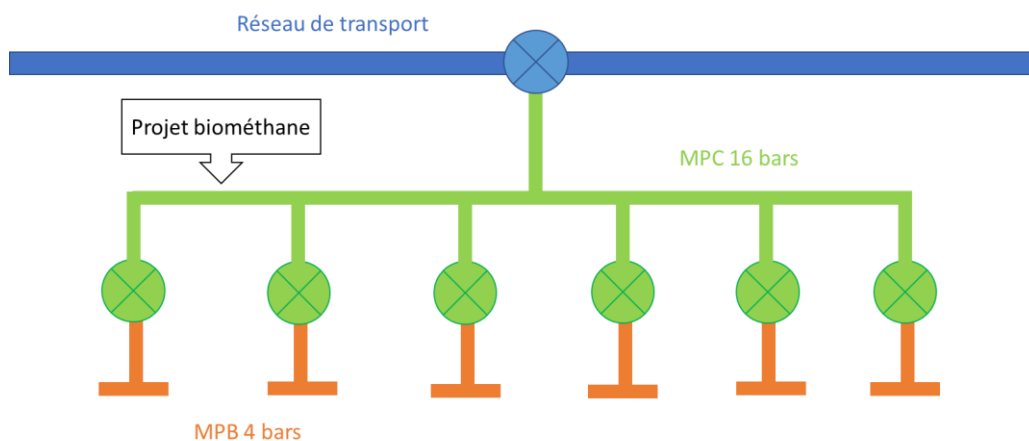 Réseau de transport
Projet biométhane
MPC 16 bars
MPB 4 bars